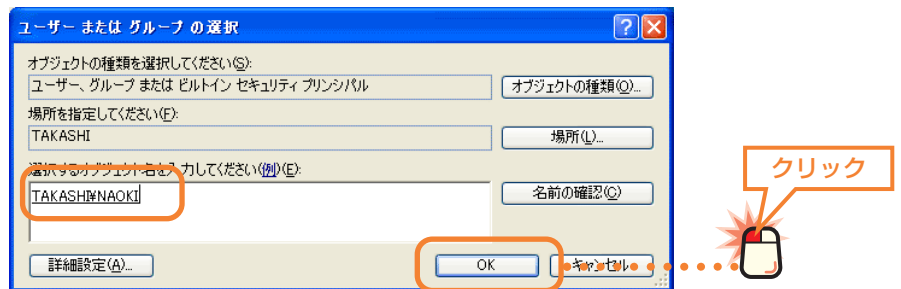 ユーザー または グループ の選択
オブジェクトの種類を選択してください(S):
ユーザー、グループ または ビルトイン セキュリティ プリンシパル
オブジェクトの種類(O)...
場所を指定してください(F):
TAKASHI
場所(L)...
選択するオブジェクト名を入力してください(例)(E):
TAKASHI¥NAOKI
名前の確認(C)
クリック
詳細設定(A)...
OK
キャンセル